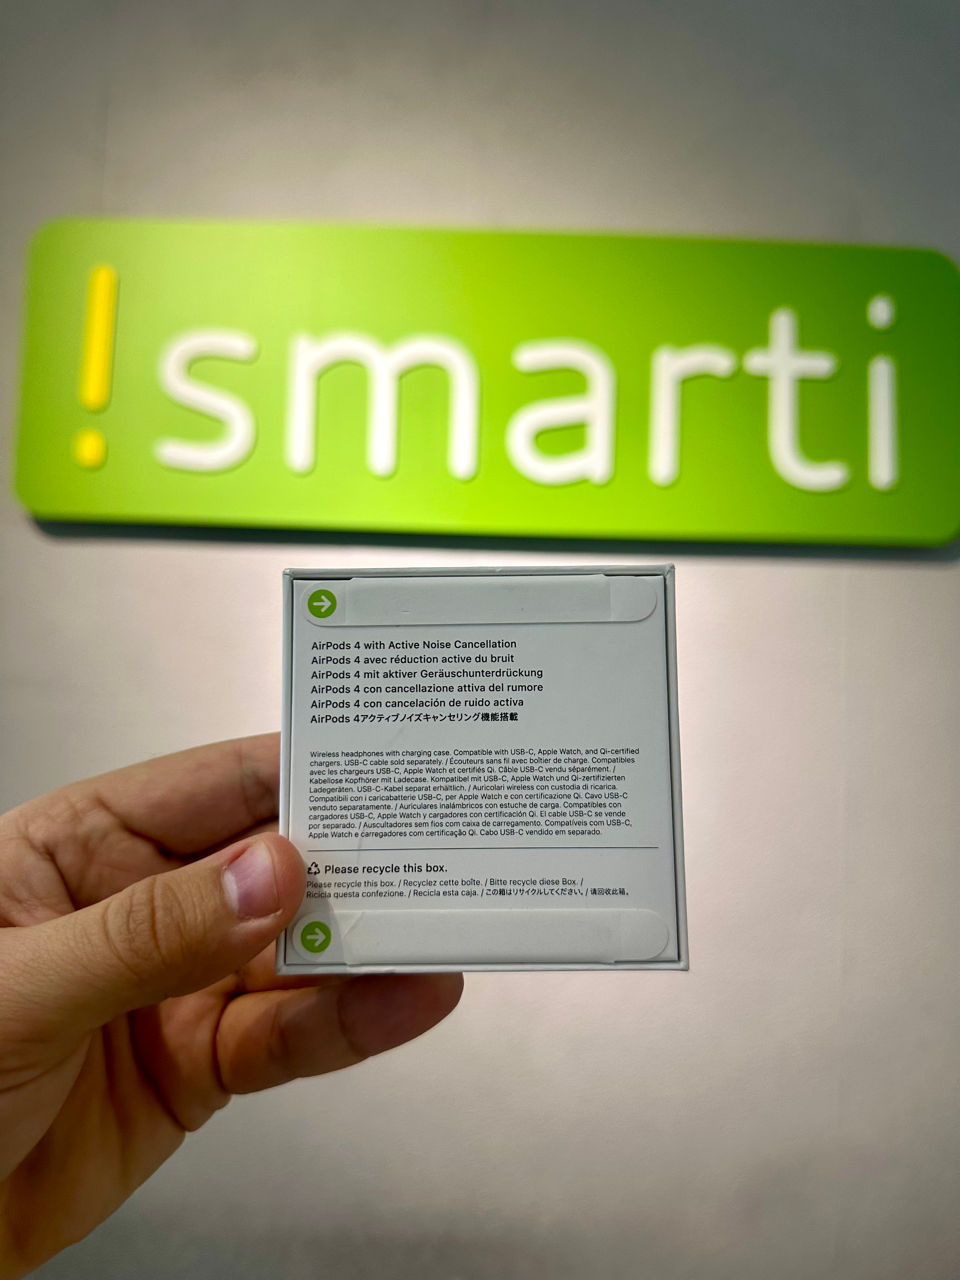 !smarti
AirPods 4 with Active Noise Cancellation
AirPods 4 avec réduction active du bruit
AirPods 4 mit aktiver Geräuschunterdrückung
AirPods 4 con cancellazione attiva del rumore
AirPods 4 con cancelación de ruido activa
AirPods 4アクティブノイズキャンセリング機能搭載
Wireless headphones with charging case. Compatible with USB-C, Apple Watch, and Qi-certified
chargers. USB-C cable sold separately. / Écouteurs sans fil avec boîtier de charge. Compatibles
avec les chargeurs USB-C, Apple Watch et certifiés Qi. Câble USB-C vendu séparément. /
Kabellose Kopfhörer mit Ladecase. Kompatibel mit USB-C, Apple Watch und Qi-zertifizierten
Ladegeräten. USB-C-Kabel separat erhältlich. / Auricolari wireless con custodia di ricarica.
Compatibili con i caricabatterie USB-C, per Apple Watch e con certificazione Qi. Cavo USB-C
venduto separatamente. / Auriculares inalámbricos con estuche de carga. Compatibles con
cargadores USB-C, Apple Watch y cargadores con certificación Qi. El cable USB-C se vende
por separado. / Auscultadores sem fios com caixa de carregamento. Compatíveis com USB-C,
Apple Watch e carregadores com certificação Qi. Cabo USB-C vendido em separado.
Please recycle this box.
Please recycle this box. / Recyclez cette boîte. / Bitte recycle diese Box. /
Ricicla questa confezione. / Recicla esta caja. / この箱はリサイクルしてください。/ 请回收此箱。